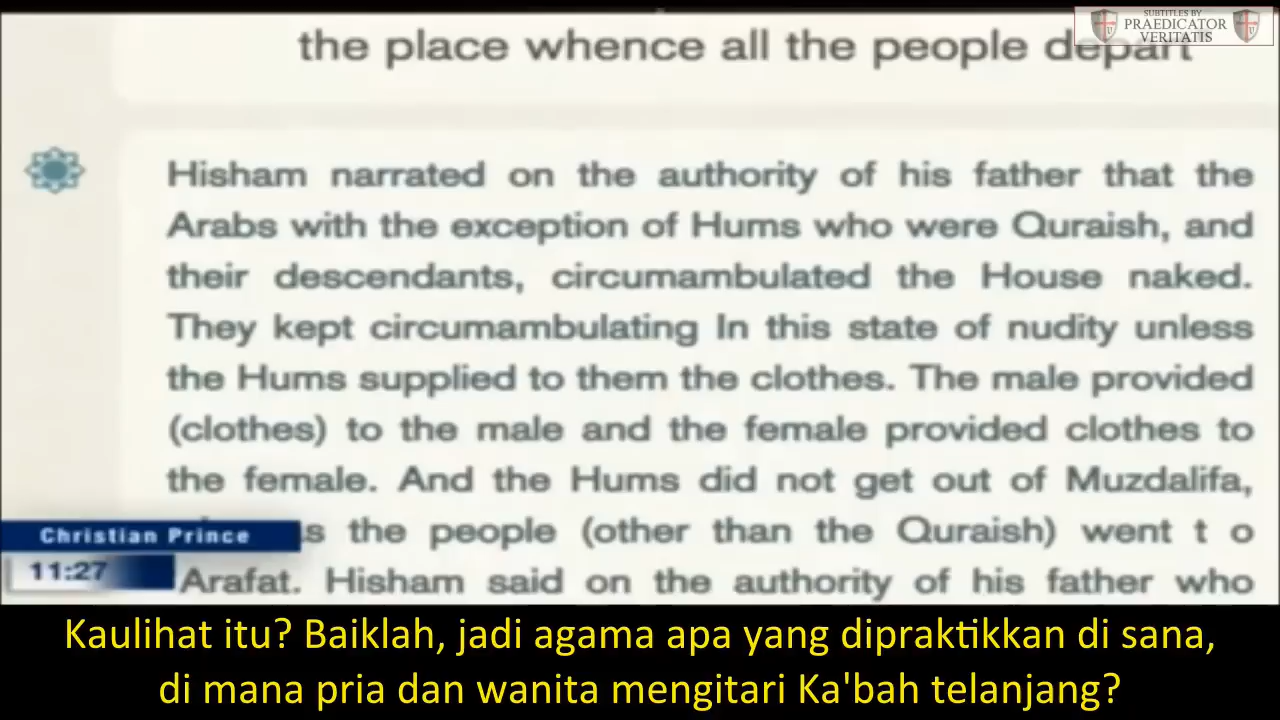 SUBTITLES BY
PRAEDICATOR
VERITATIS
the place whence all the people depart
Hisham narrated on the authority of his father that the
Arabs with the exception of Hums who were Quraish, and
their descendants, circumambulated the House naked.
They kept circumambulating In this state of nudity unless
the Hums supplied to them the clothes. The male provided
(clothes) to the male and the female provided clothes to
the female. And the Hums did not get out of Muzdalifa,
the people (other than the Quraish) went t o
Arafat. Hisham said on the authority of his father who
Christian Prince
11:27
Kaulihat itu? Baiklah, jadi agama apa yang dipraktikkan di sana,
di mana pria dan wanita mengitari Ka'bah telanjang?